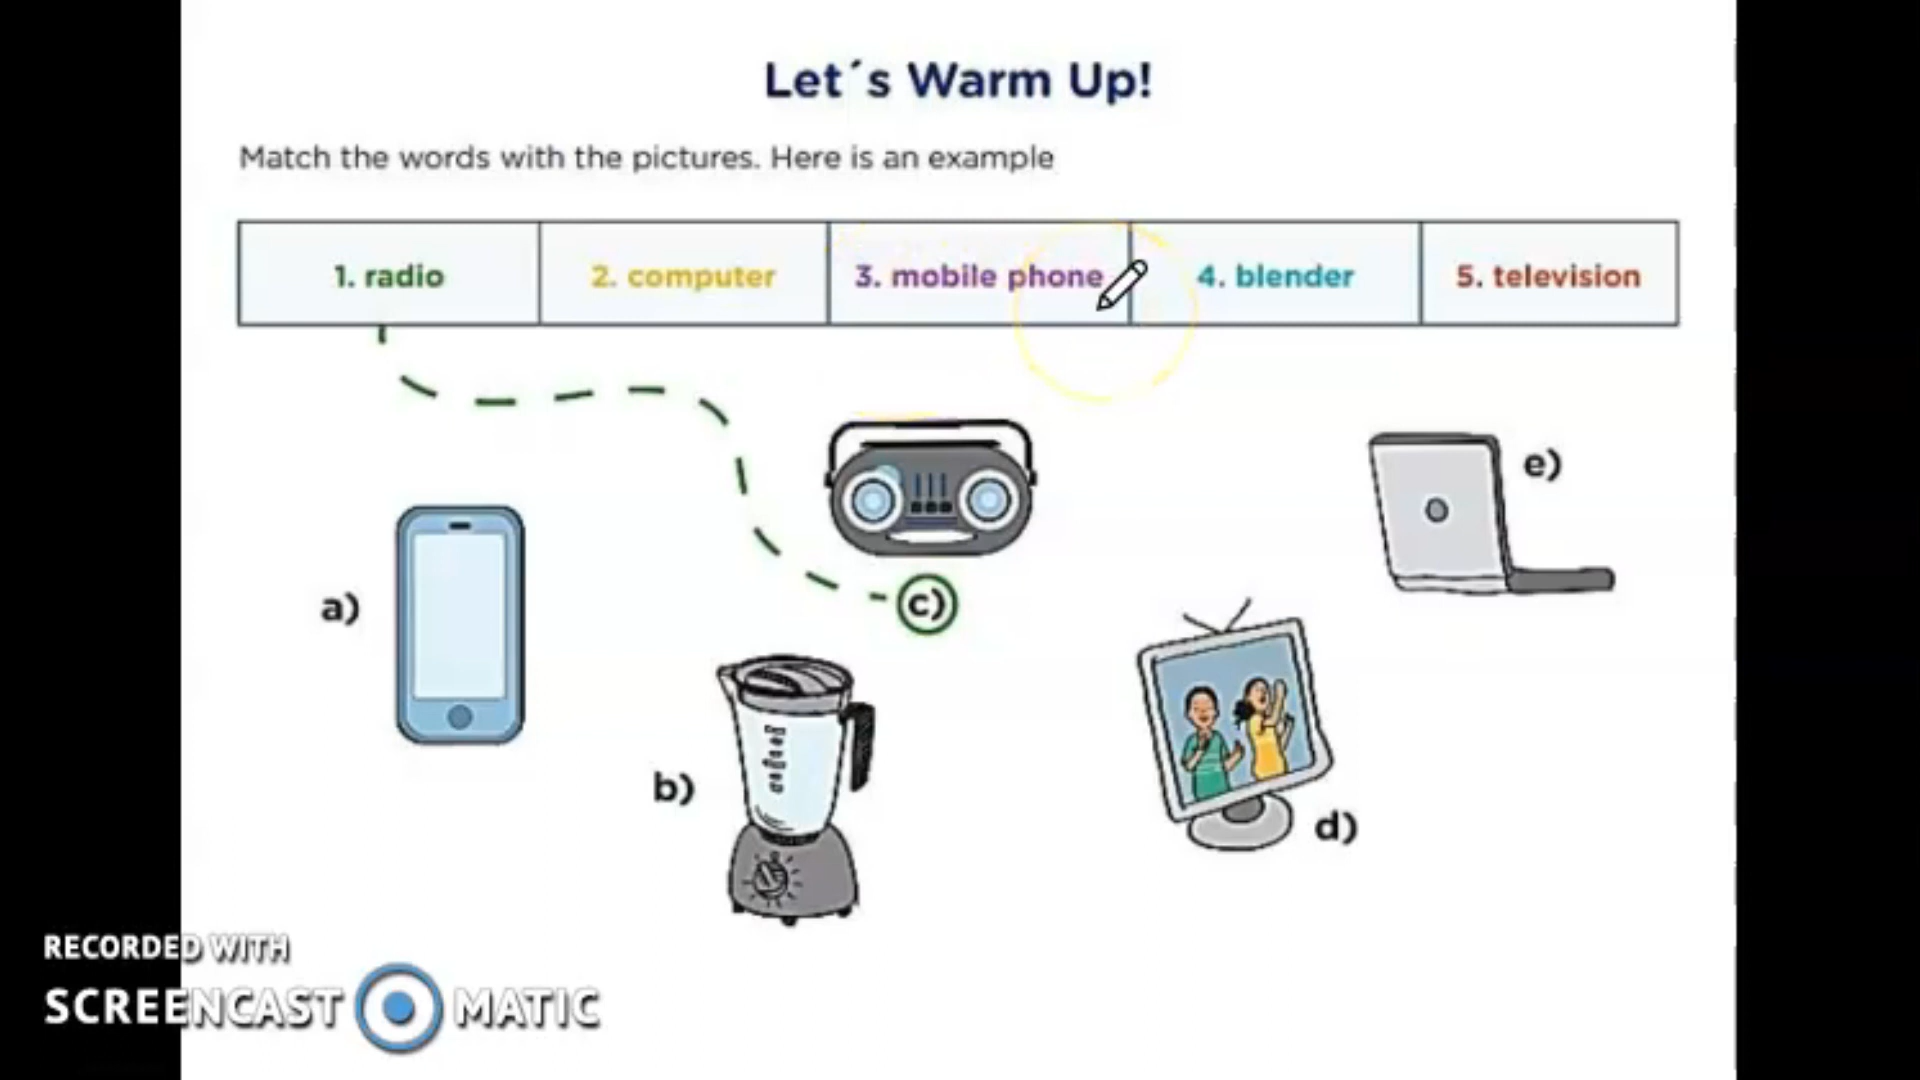 Let´s Warm Up!
Match the words with the pictures. Here is an example
1. radio
2. computer
3. mobile phone
4. blender
5. television
e)
a)
c)
b)
d)
RECORDED WITH
SCREENCAST MATIC